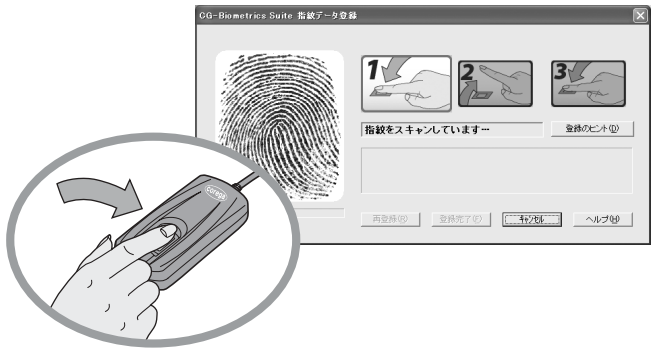 CG-Biometrics Suite 指紋データ登録
1
2
3
指紋をスキャンしています…
登録のヒント(D)
corega
再登録(R)
登録完了(E)
キャンセル
ヘルプ(H)